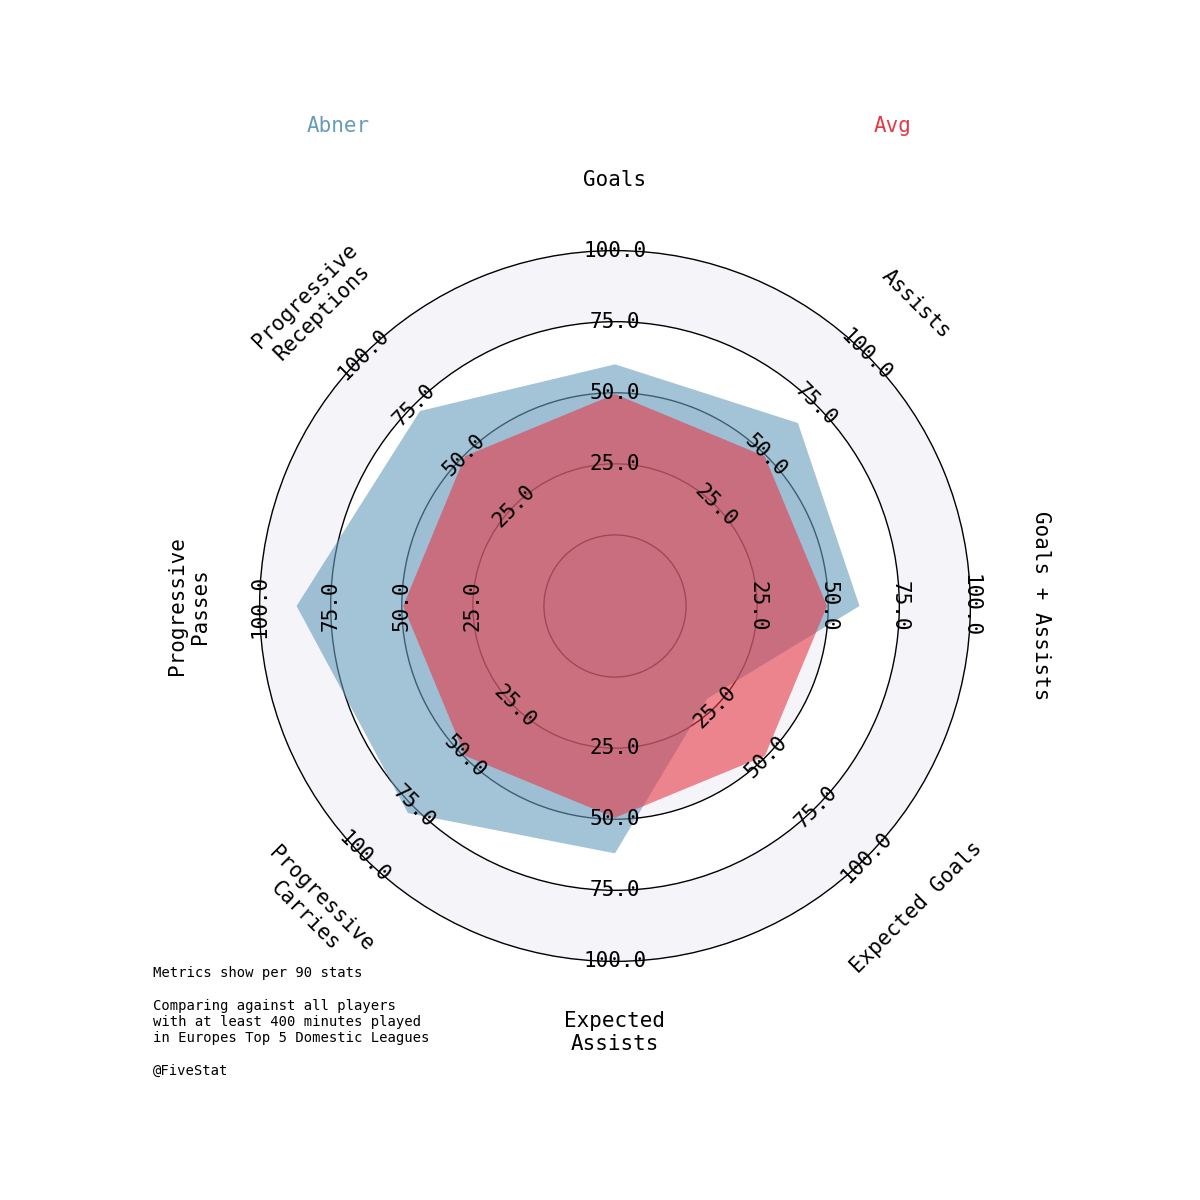 Abner
Avg
Goals
Assists
Goals + Assists
Expected Goals
Expected
Assists
Progressive
Carries
Progressive
Passes
Progressive
Receptions
25.0
50.0
75.0
100.0
25.0
50.0
75.0
100.0
25.0
50.0
75.0
100.0
25.0
50.0
75.0
100.0
25.0
50.0
75.0
100.0
25.0
50.0
75.0
100.0
25.0
50.0
75.0
100.0
25.0
50.0
75.0
100.0
Metrics show per 90 stats
Comparing against all players
with at least 400 minutes played
in Europes Top 5 Domestic Leagues
@FiveStat